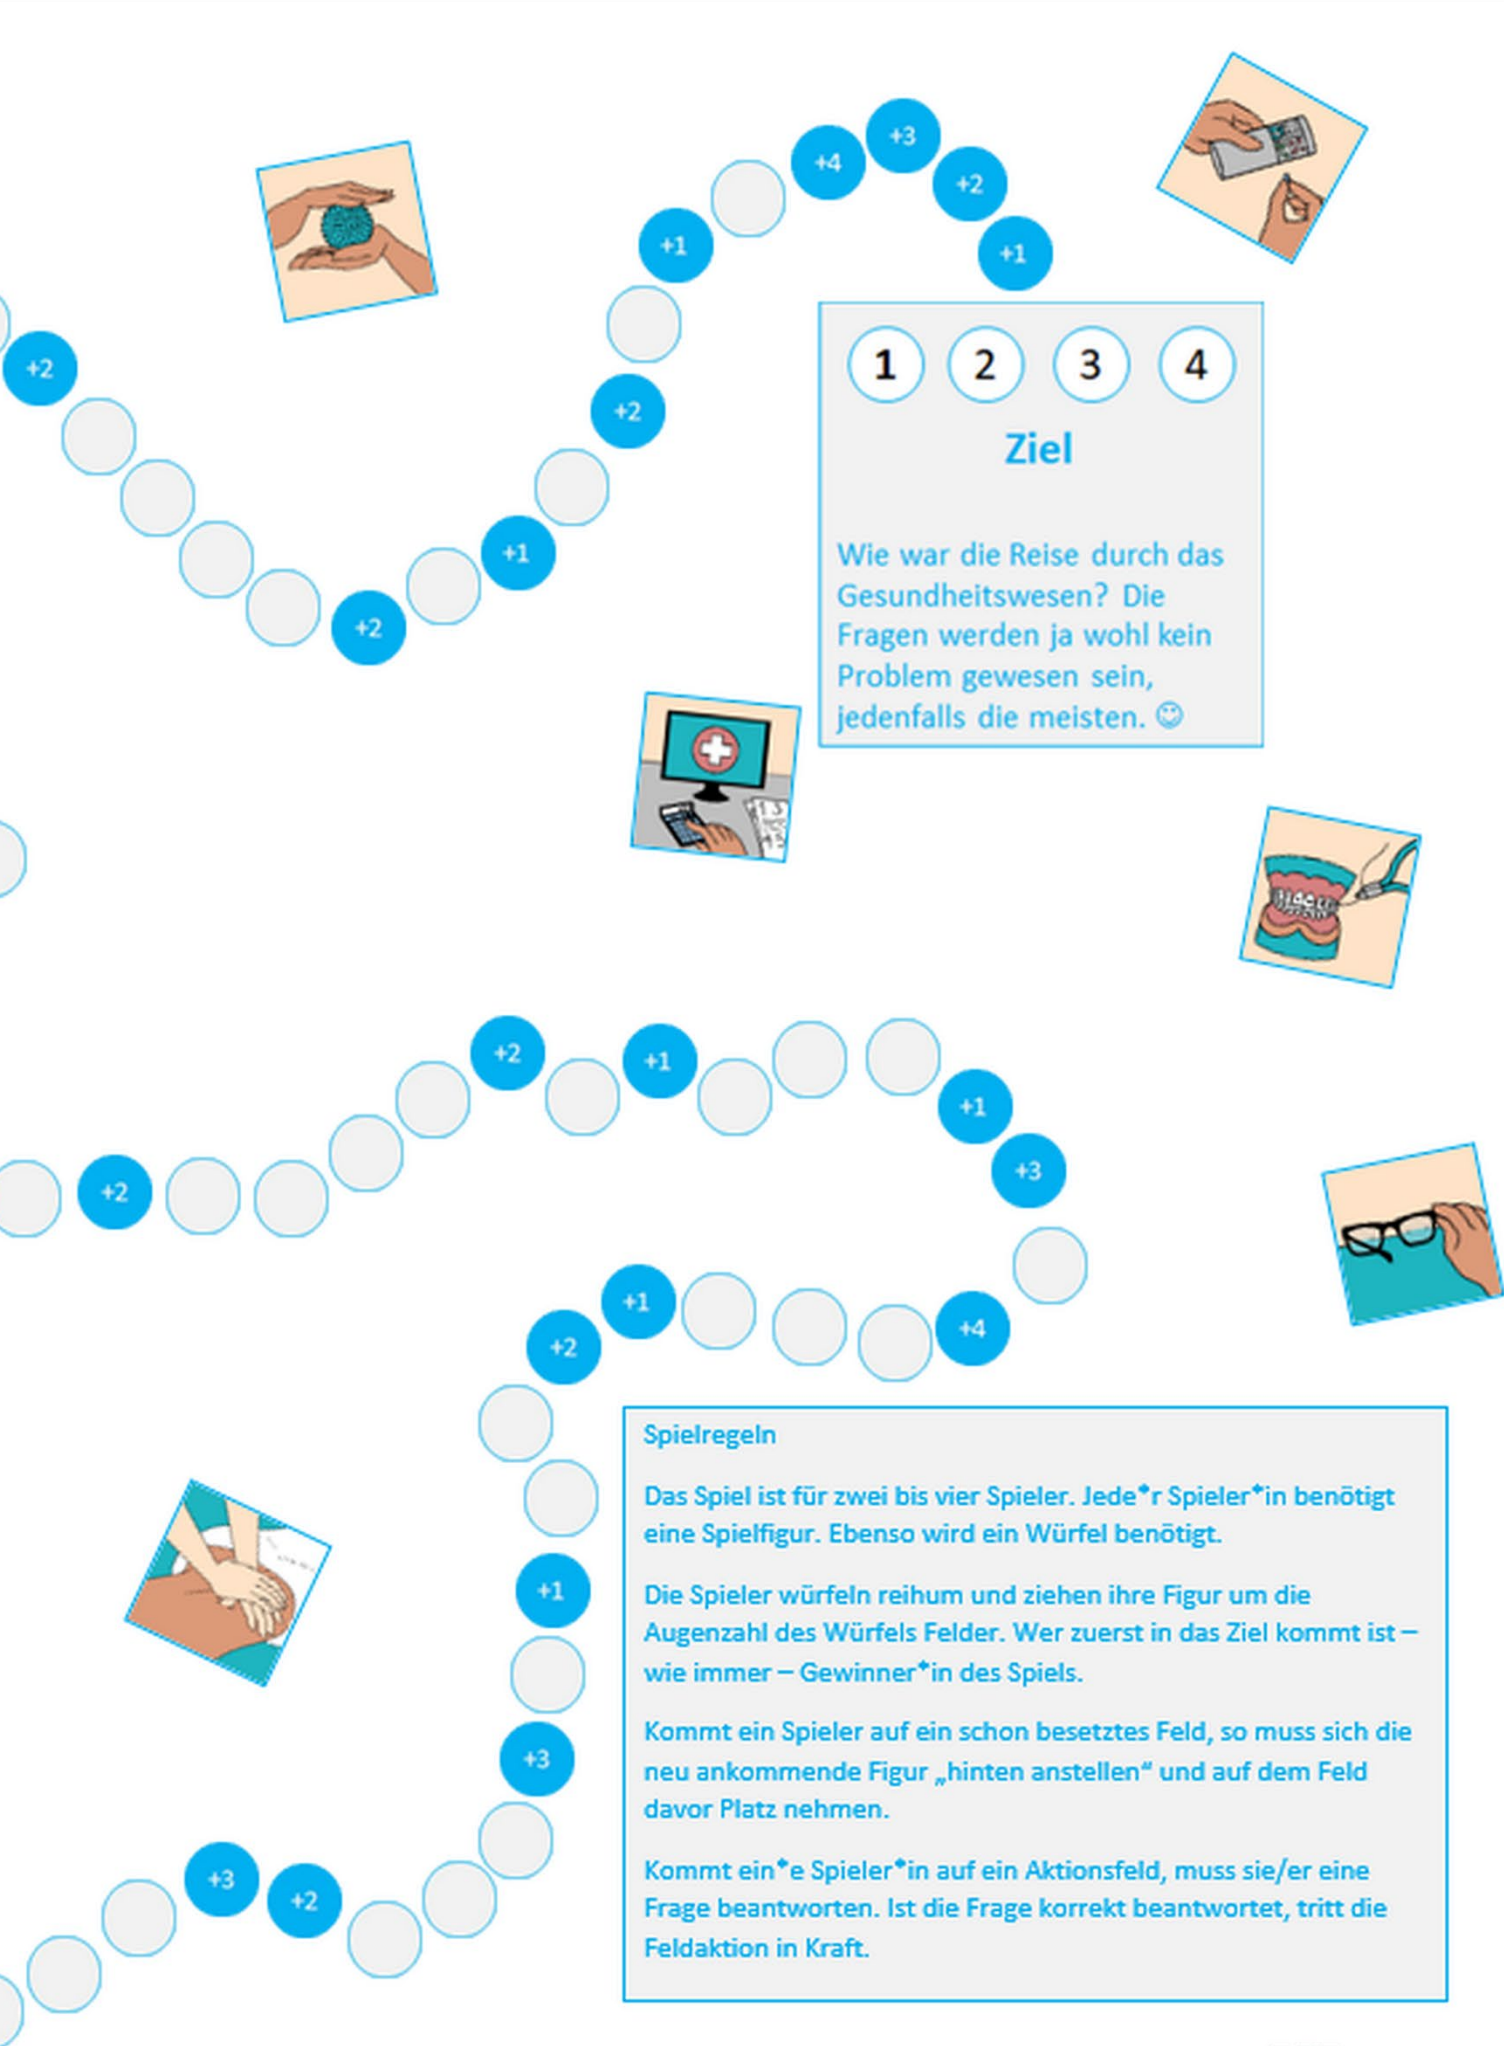 +4
+3
+2
+1
+1
+2
+2
+1
+2
1 2 3 4
Ziel
Wie war die Reise durch das
Gesundheitswesen? Die
Fragen werden ja wohl kein
Problem gewesen sein,
jedenfalls die meisten. ☺
+2
+1
+2
+1
+3
+1
+2
+4
Spielregeln
Das Spiel ist für zwei bis vier Spieler. Jede*r Spieler*in benötigt
eine Spielfigur. Ebenso wird ein Würfel benötigt.
Die Spieler würfeln reihum und ziehen ihre Figur um die
Augenzahl des Würfels Felder. Wer zuerst in das Ziel kommt ist –
wie immer – Gewinner*in des Spiels.
Kommt ein Spieler auf ein schon besetztes Feld, so muss sich die
neu ankommende Figur „hinten anstellen“ und auf dem Feld
davor Platz nehmen.
Kommt ein*e Spieler*in auf ein Aktionsfeld, muss sie/er eine
Frage beantworten. Ist die Frage korrekt beantwortet, tritt die
Feldaktion in Kraft.
+1
+3
+3
+2